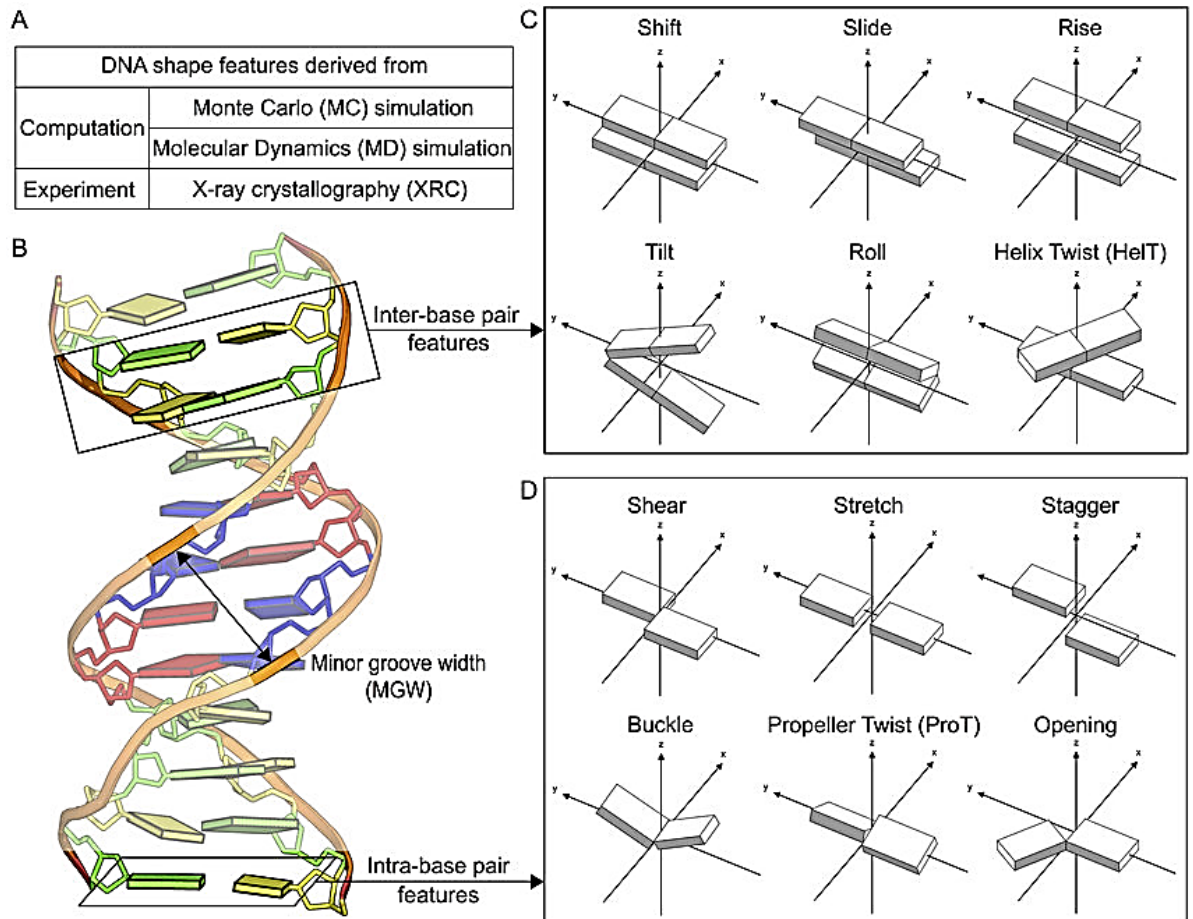 A
DNA shape features derived from
Computation
Monte Carlo (MC) simulation
Molecular Dynamics (MD) simulation
Experiment
X-ray crystallography (XRC)
B
Inter-base pair
features
Minor groove width
(MGW)
Intra-base pair
features
C
Shift
Slide
Rise
z
x
y
z
x
y
z
x
y
Tilt
Roll
Helix Twist (HelT)
z
x
y
z
x
y
z
x
y
D
Shear
Stretch
Stagger
z
x
y
z
x
y
z
x
y
Buckle
Propeller Twist (ProT)
Opening
z
x
y
z
x
y
z
x
y